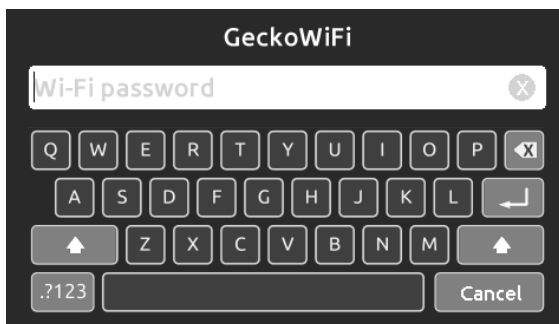 GeckoWiFi
Wi-Fi password
X
Q W E R T Y U I O P X
A S D F G H J K L
Z X C V B N M
.?123 Cancel